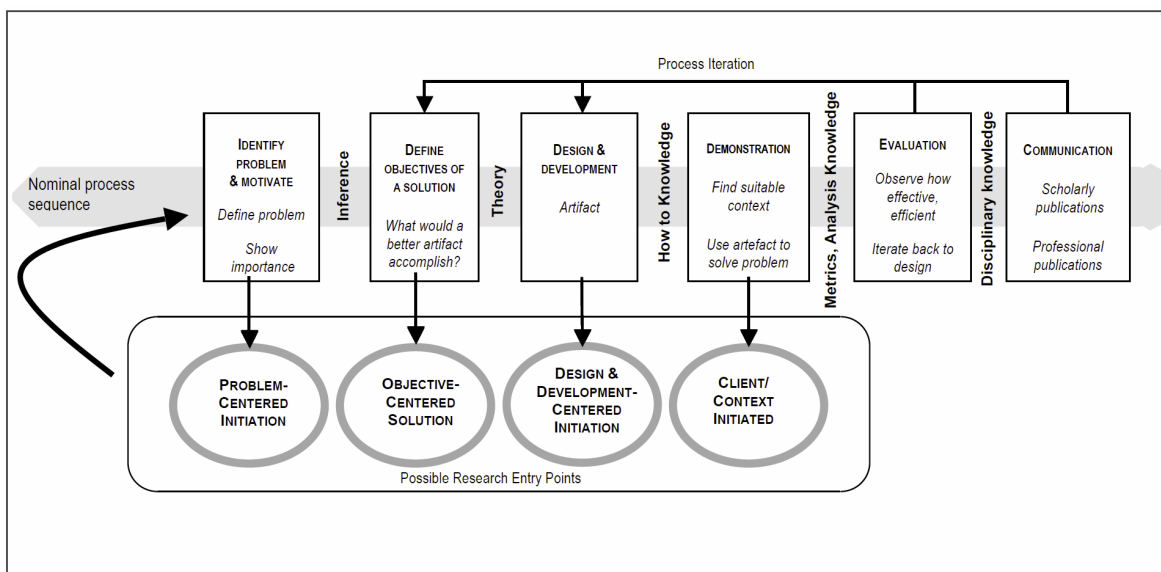 Process Iteration
Nominal process
sequence
IDENTIFY
PROBLEM
& MOTIVATE
Define problem
Show
importance
Inference
DEFINE
OBJECTIVES OF
A SOLUTION
What would a
better artifact
accomplish?
Theory
DESIGN &
DEVELOPMENT
Artifact
How to Knowledge
DEMONSTRATION
Find suitable
context
Use artefact to
solve problem
Metrics, Analysis Knowledge
EVALUATION
Observe how
effective,
efficient
Iterate back to
design
Disciplinary knowledge
COMMUNICATION
Scholarly
publications
Professional
publications
PROBLEM-
CENTERED
INITIATION
OBJECTIVE-
CENTERED
SOLUTION
DESIGN &
DEVELOPMENT-
CENTERED
INITIATION
CLIENT/
CONTEXT
INITIATED
Possible Research Entry Points